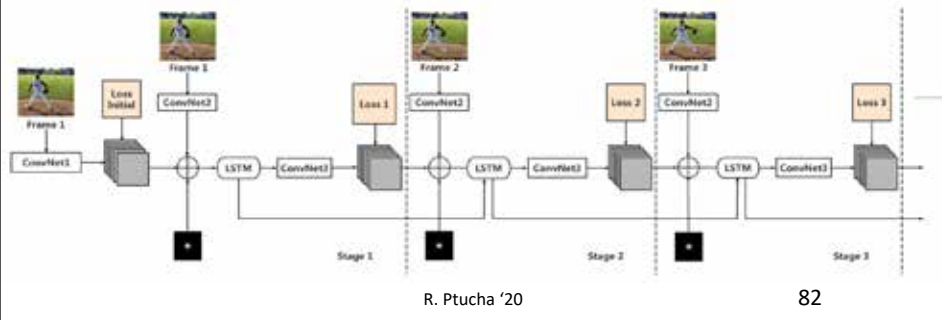 Frame 1
ConvNet1
Loss
Initial
Frame 1
ConvNet2
LSTM
ConvNet3
Loss 1
Stage 1
Frame 2
ConvNet2
LSTM
ConvNet3
Loss 2
Stage 2
Frame 3
ConvNet2
LSTM
ConvNet3
Loss 3
Stage 3
R. Ptucha ‘20
82